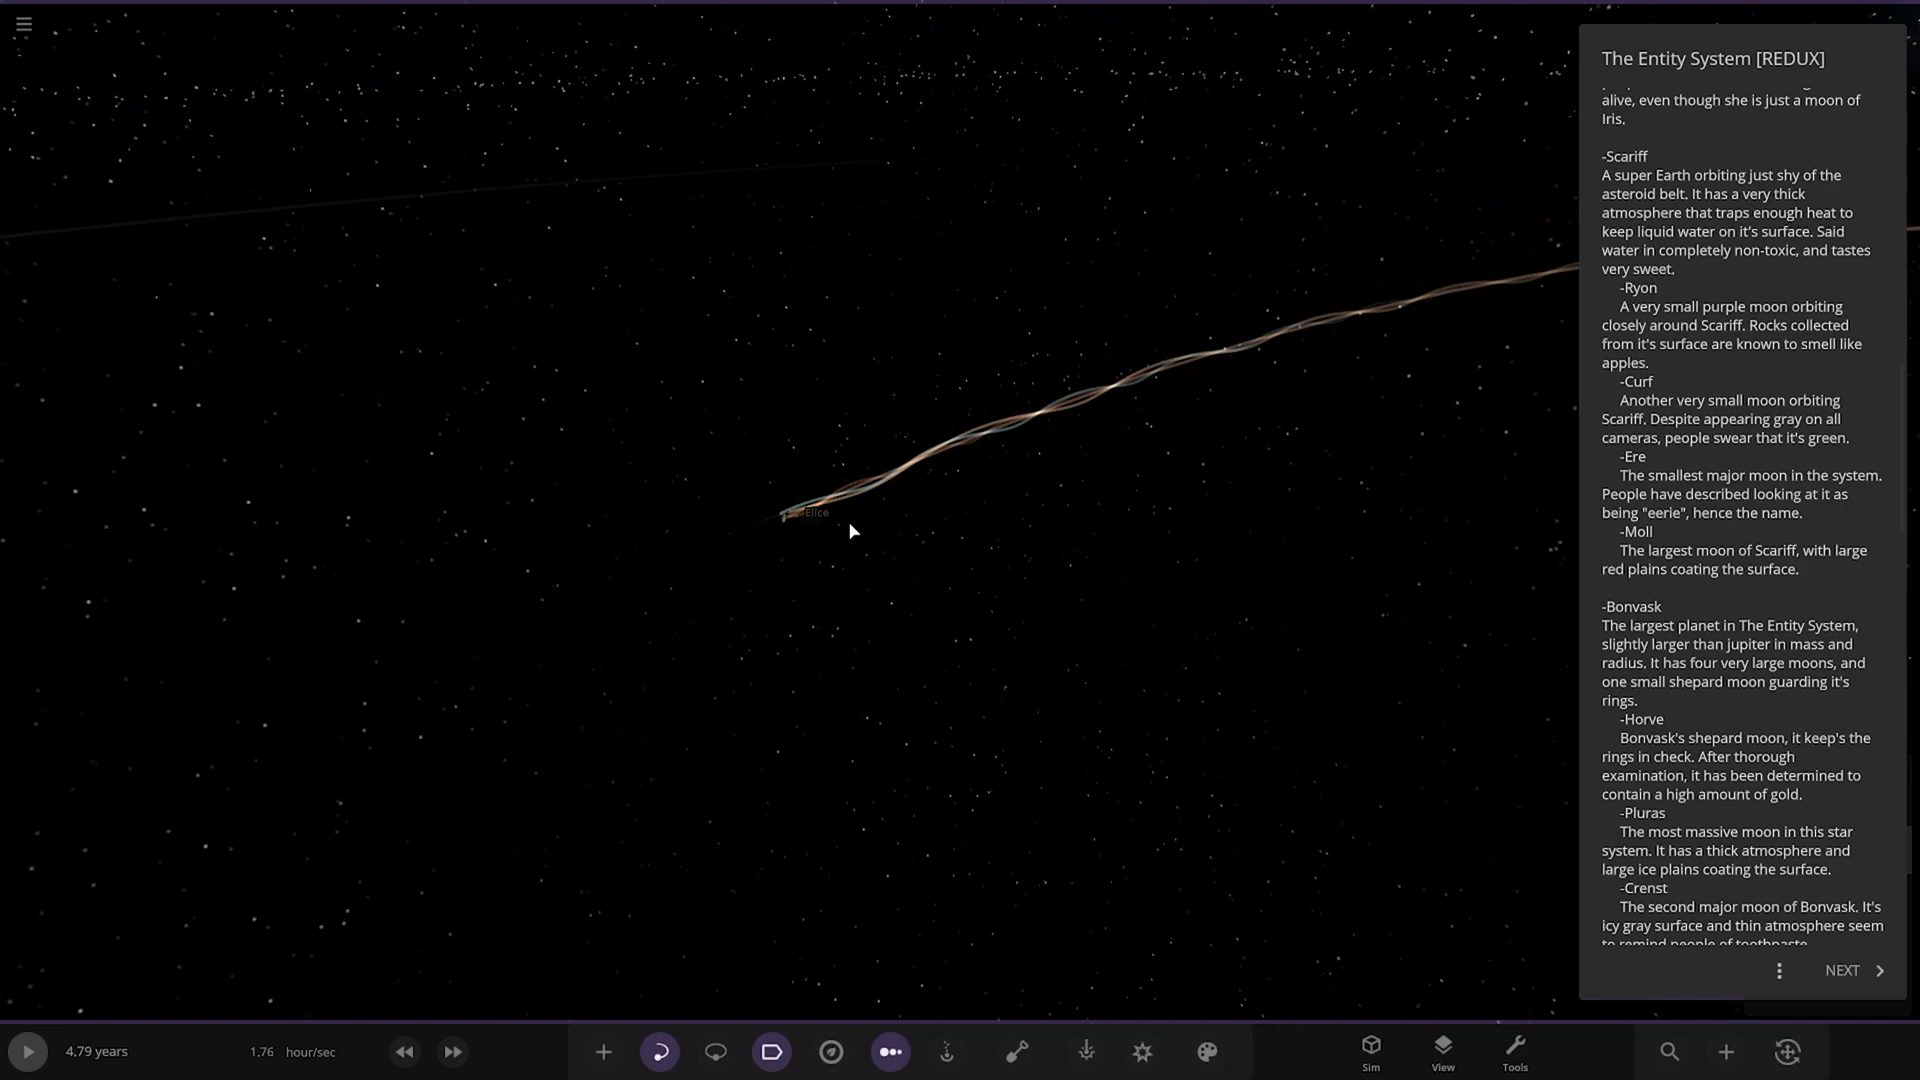 The Entity System [REDUX]
alive, even though she is just a moon of
Iris.
-Scariff
A super Earth orbiting just shy of the
asteroid belt. It has a very thick
atmosphere that traps enough heat to
keep liquid water on it's surface. Said
water in completely non-toxic, and tastes
very sweet.
-Ryon
A very small purple moon orbiting
closely around Scariff. Rocks collected
from it's surface are known to smell like
apples.
-Curf
Another very small moon orbiting
Scariff. Despite appearing gray on all
cameras, people swear that it's green.
-Ere
The smallest major moon in the system.
People have described looking at it as
being "eerie", hence the name.
-Moll
The largest moon of Scariff, with large
red plains coating the surface.
-Bonvask
The largest planet in The Entity System,
slightly larger than jupiter in mass and
radius. It has four very large moons, and
one small shepard moon guarding it's
rings.
-Horve
Bonvask's shepard moon, it keep's the
rings in check. After thorough
examination, it has been determined to
contain a high amount of gold.
-Pluras
The most massive moon in this star
system. It has a thick atmosphere and
large ice plains coating the surface.
-Crenst
The second major moon of Bonvask. It's
icy gray surface and thin atmosphere seem
to remind people of toothpaste
NEXT
Elice
4.79 years
1.76 hour/sec
Sim
View
Tools